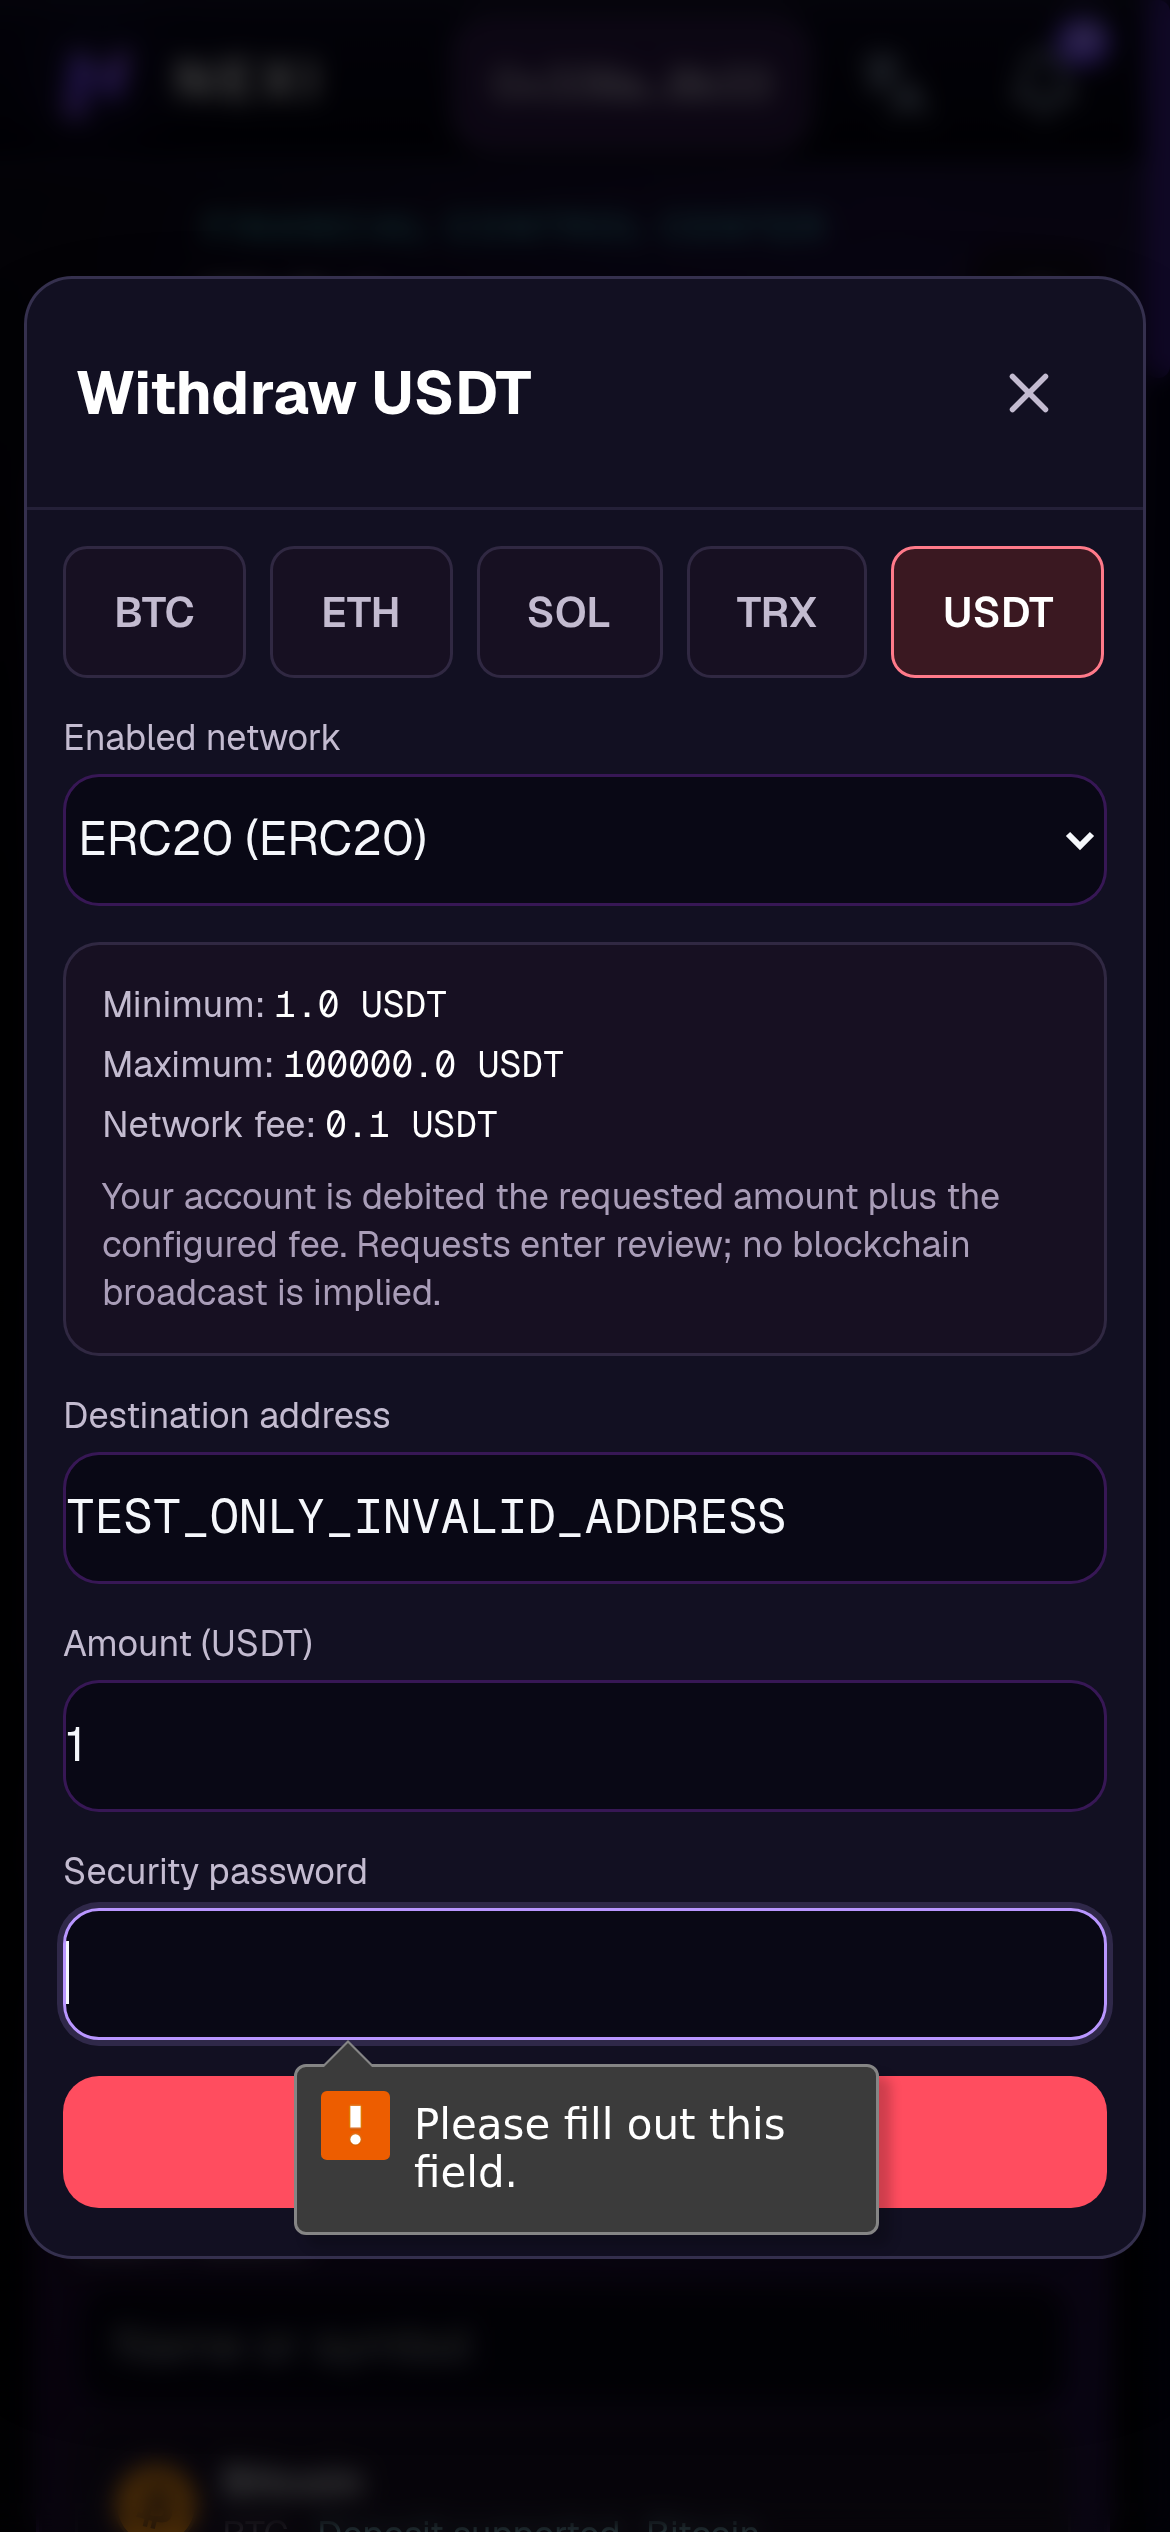 Withdraw USDT
BTC
ETH
SOL
TRX
USDT
Enabled network
ERC20 (ERC20)
Minimum: 1.0 USDT
Maximum: 100000.0 USDT
Network fee: 0.1 USDT
Your account is debited the requested amount plus the
configured fee. Requests enter review; no blockchain
broadcast is implied.
Destination address
TEST_ONLY_INVALID_ADDRESS
Amount (USDT)
1
Security password
Please fill out this
field.